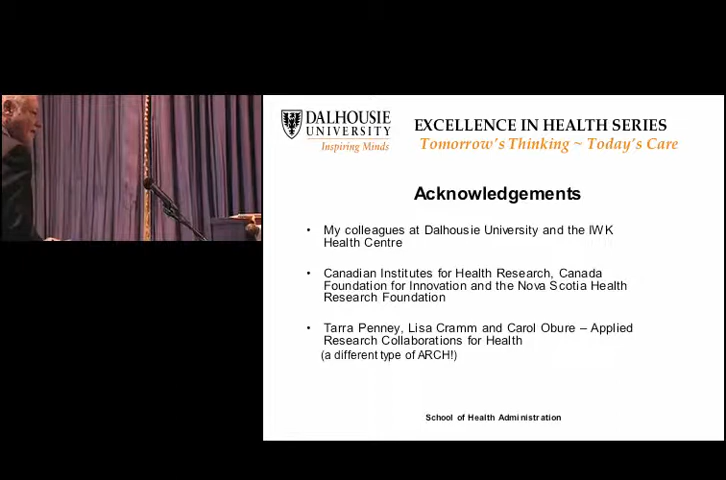 DALHOUSIE
UNIVERSITY
Inspiring Minds
EXCELLENCE IN HEALTH SERIES
Tomorrow's Thinking ~ Today's Care
Acknowledgements
• My colleagues at Dalhousie University and the IWK
Health Centre
• Canadian Institutes for Health Research, Canada
Foundation for Innovation and the Nova Scotia Health
Research Foundation
• Tarra Penney, Lisa Cramm and Carol Obure – Applied
Research Collaborations for Health
(a different type of ARCH!)
School of Health Administration